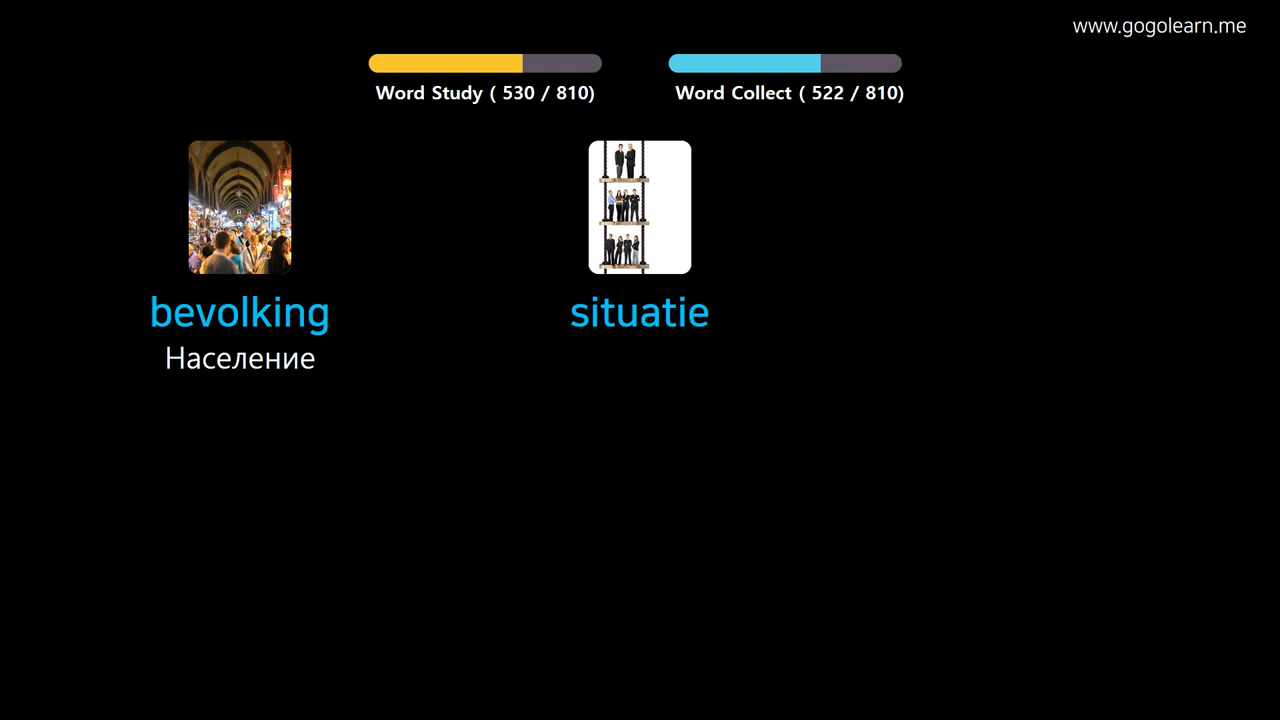 www.gogolearn.me
Word Study ( 530 / 810)
Word Collect ( 522 / 810)
bevolking
situatie
Население